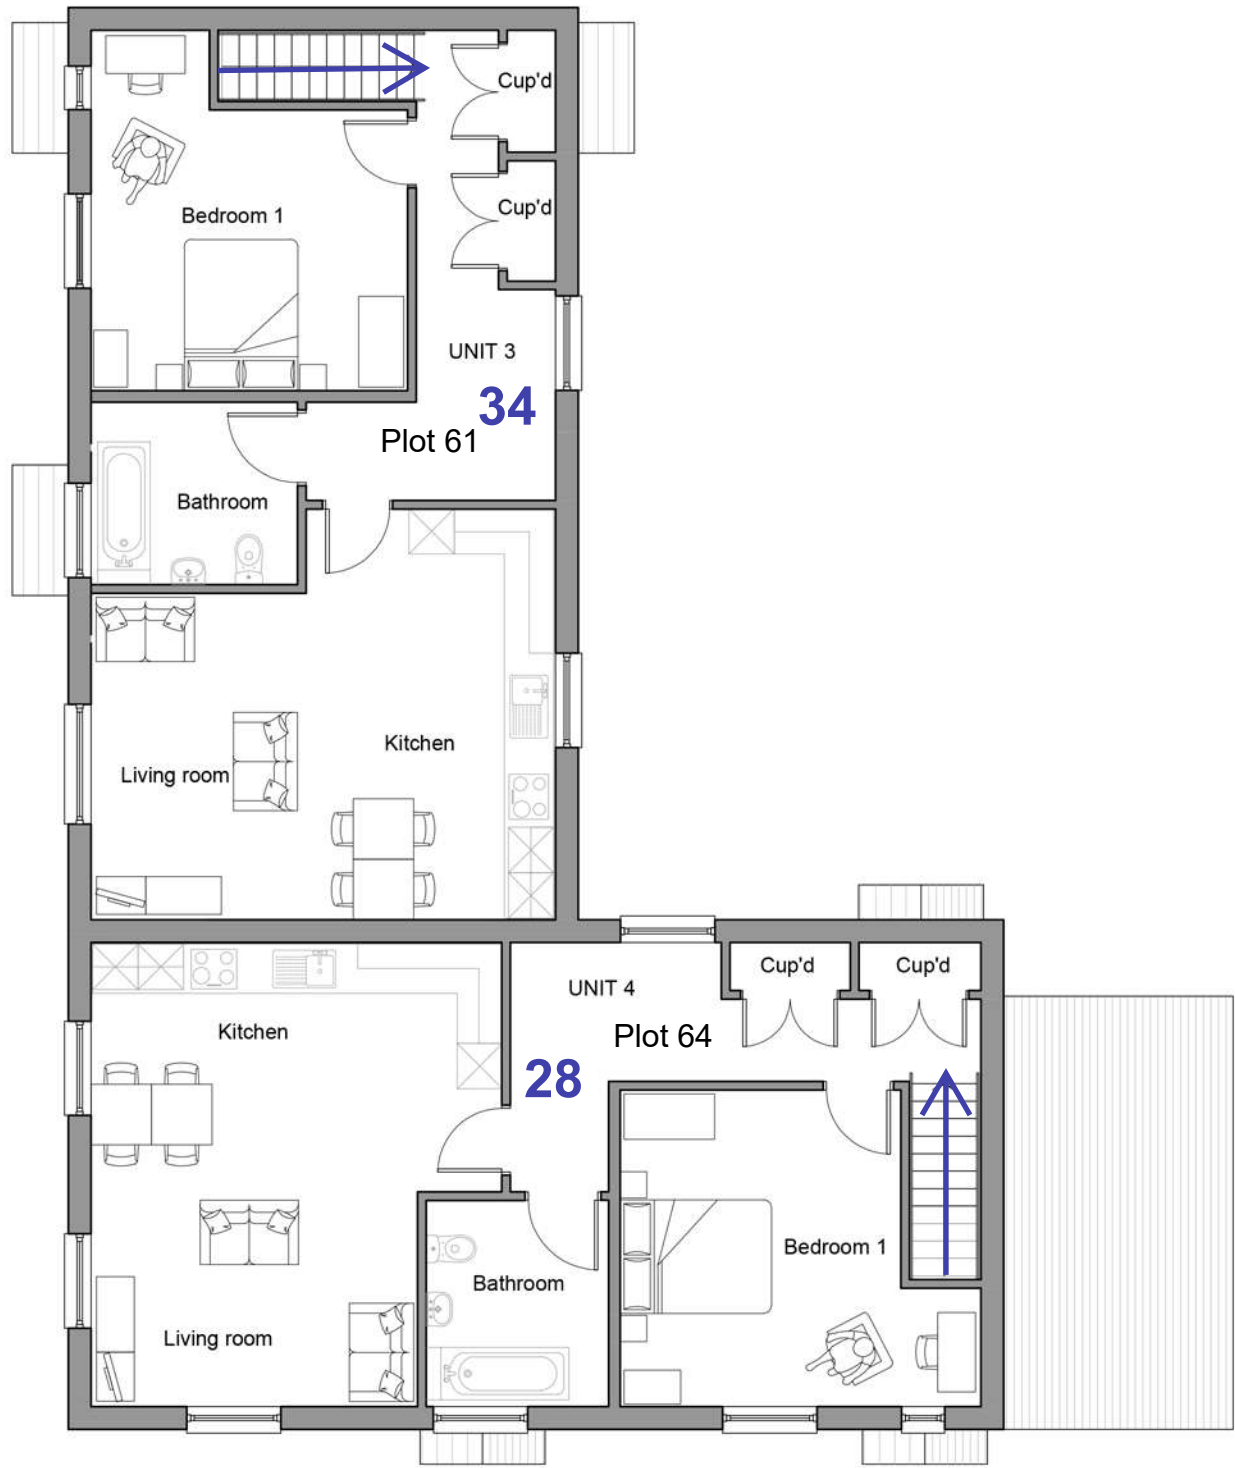 Cup'd
Cup'd
Bedroom 1
UNIT 3
34
Plot 61
Bathroom
Kitchen
Living room
Cup'd
Cup'd
UNIT 4
Kitchen
Plot 64
28
Bedroom 1
Bathroom
Living room